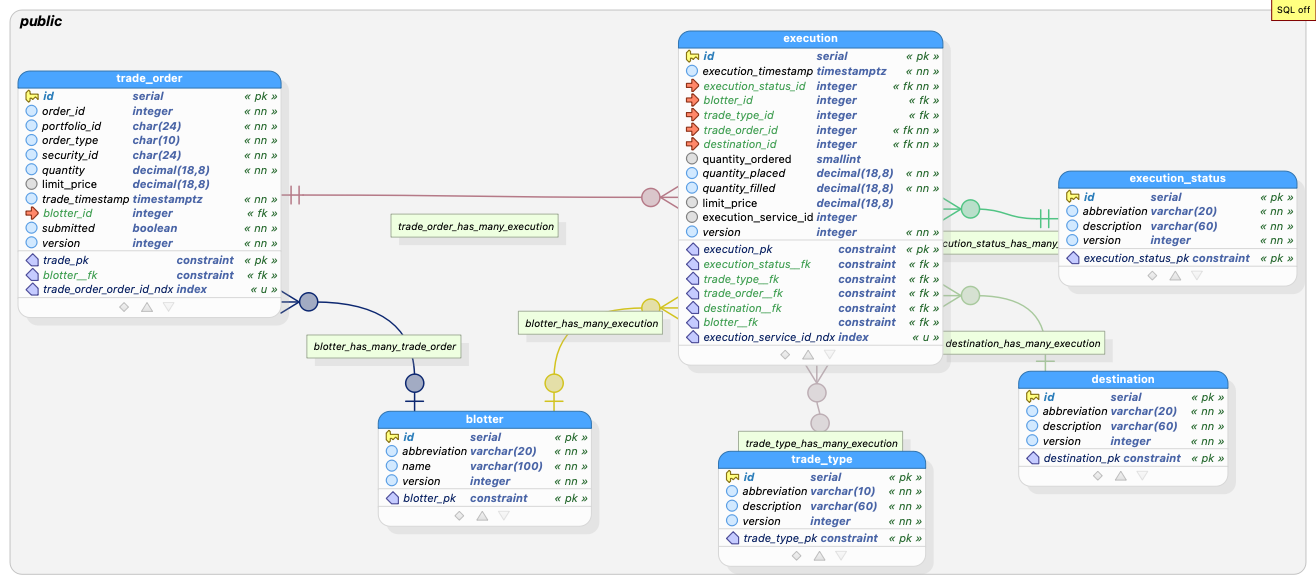 SQL off
public
trade_order
id serial « pk »
order_id integer « nn »
portfolio_id char(24) « nn »
order_type char(10) « nn »
security_id char(24) « nn »
quantity decimal(18,8) « nn »
limit_price decimal(18,8)
trade_timestamp timestamptz « nn »
blotter_id integer « fk »
submitted boolean « nn »
version integer « nn »
trade_pk constraint « pk »
blotter__fk constraint « fk »
trade_order_order_id_ndx index « u »
execution
id serial « pk »
execution_timestamp timestamptz « nn »
execution_status_id integer « fk nn »
blotter_id integer « fk »
trade_type_id integer « fk »
trade_order_id integer « fk nn »
destination_id integer « fk nn »
quantity_ordered smallint
quantity_placed decimal(18,8) « nn »
quantity_filled decimal(18,8) « nn »
limit_price decimal(18,8)
execution_service_id integer
version integer « nn »
execution_pk constraint « pk »
execution_status__fk constraint « fk »
trade_type__fk constraint « fk »
trade_order__fk constraint « fk »
destination__fk constraint « fk »
blotter__fk constraint « fk »
execution_service_id_ndx index « u »
execution_status
id serial « pk »
abbreviation varchar(20) « nn »
description varchar(60) « nn »
version integer « nn »
execution_status_pk constraint « pk »
trade_order_has_many_execution
cution_status_has_many_
blotter_has_many_execution
blotter_has_many_trade_order
destination_has_many_execution
blotter
id serial « pk »
abbreviation varchar(20) « nn »
name varchar(100) « nn »
version integer « nn »
blotter_pk constraint « pk »
trade_type_has_many_execution
trade_type
id serial « pk »
abbreviation varchar(10) « nn »
description varchar(60) « nn »
version integer « nn »
trade_type_pk constraint « pk »
destination
id serial « pk »
abbreviation varchar(20) « nn »
description varchar(60) « nn »
version integer « nn »
destination_pk constraint « pk »